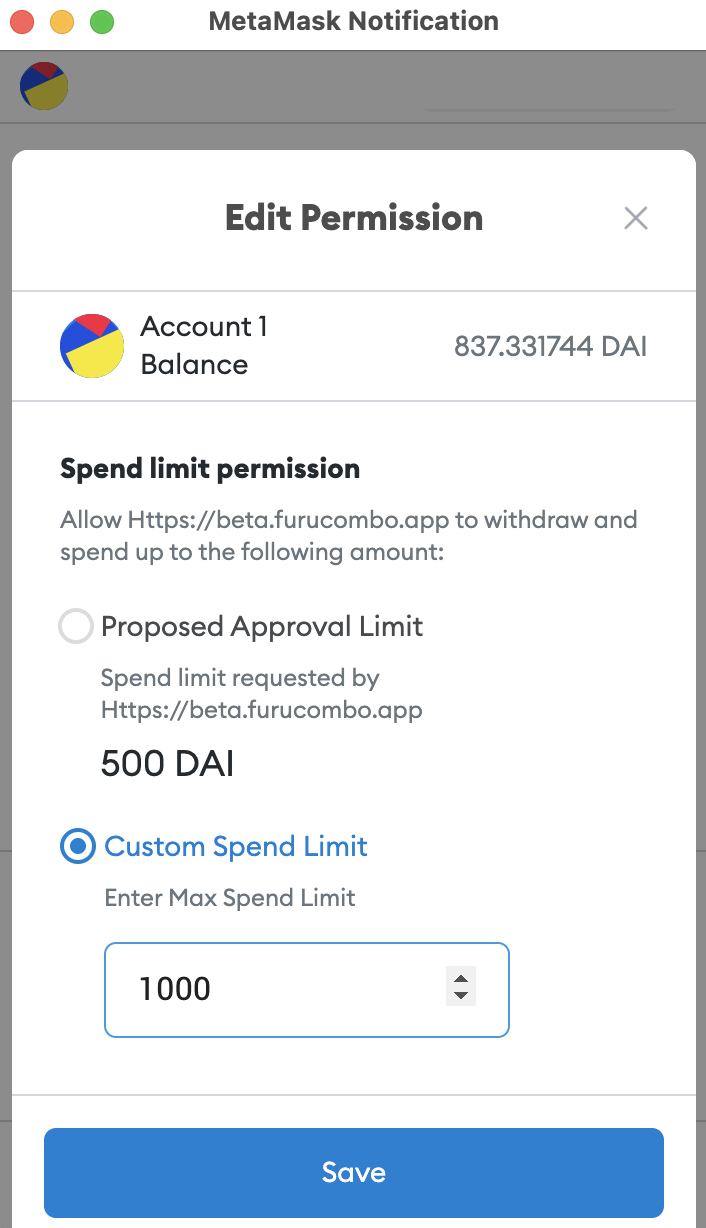 MetaMask Notification
Edit Permission
Account 1
Balance
837.331744 DAI
Spend limit permission
Allow Https://beta.furucombo.app to withdraw and
spend up to the following amount:
Proposed Approval Limit
Spend limit requested by
Https://beta.furucombo.app
500 DAI
Custom Spend Limit
Enter Max Spend Limit
1000
Save